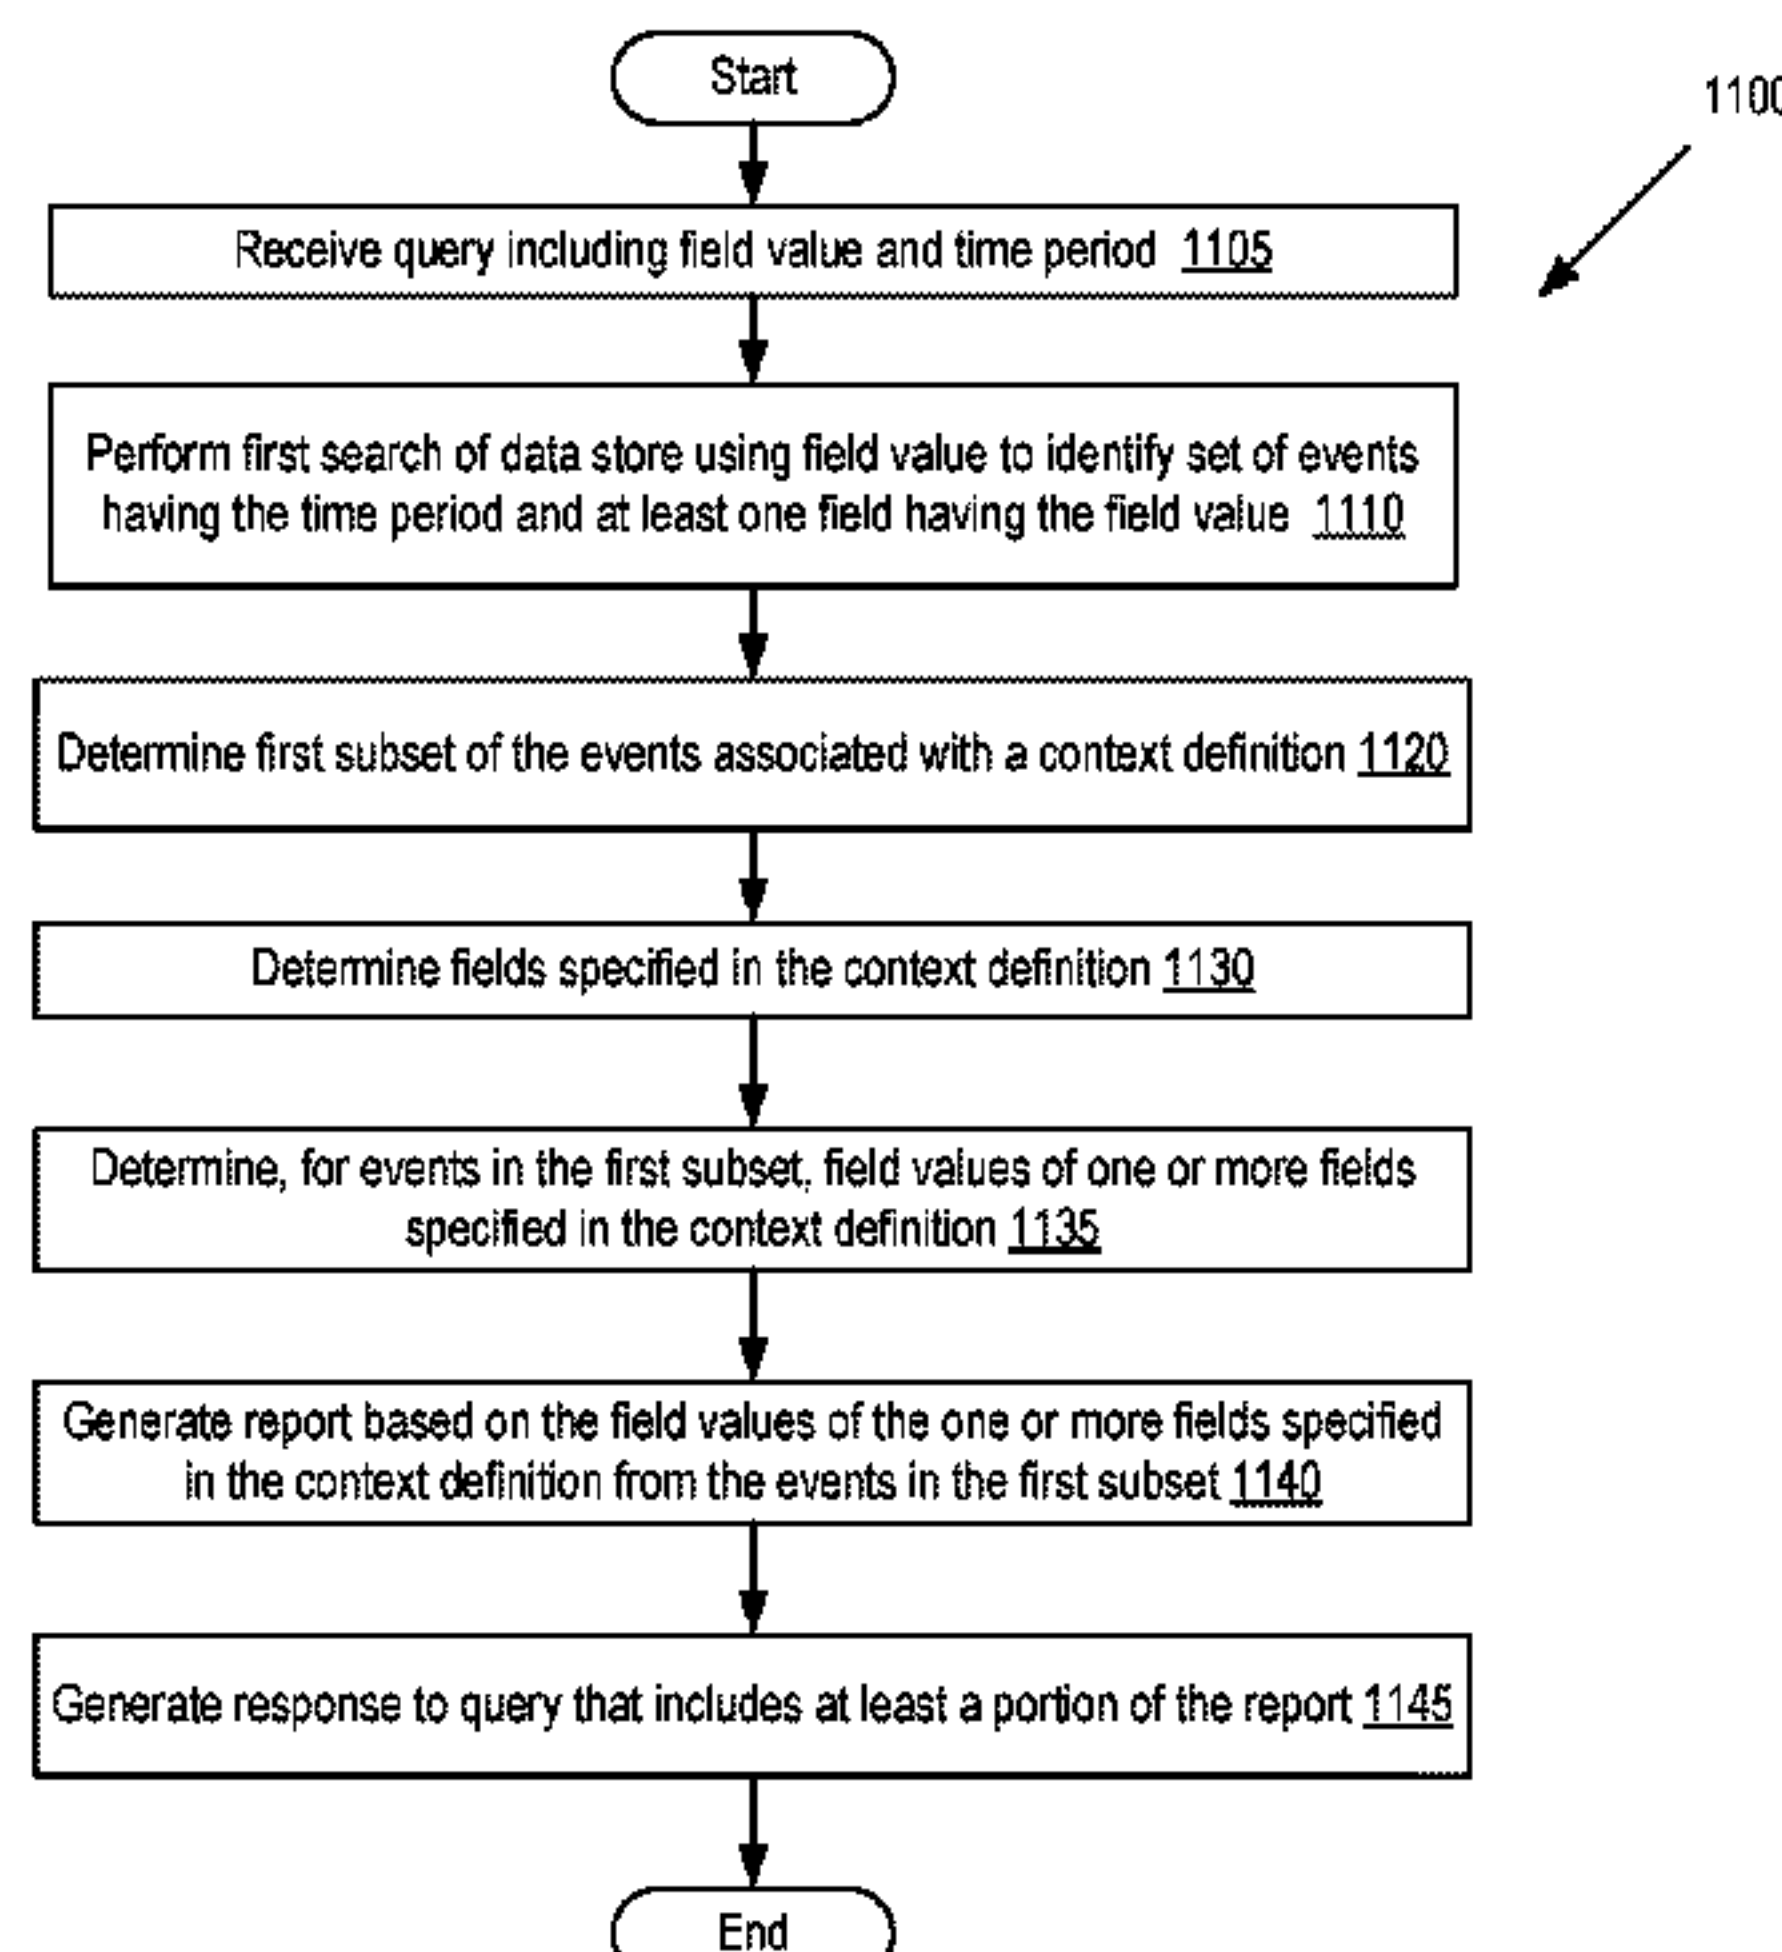 Start
1100
Receive query including field value and time period 1105
Perform first search of data store using field value to identify set of events
having the time period and at least one field having the field value 1110
Determine first subset of the events associated with a context definition 1120
Determine fields specified in the context definition 1130
Determine, for events in the first subset, field values of one or more fields
specified in the context definition 1135
Generate report based on the field values of the one or more fields specified
in the context definition from the events in the first subset 1140
Generate response to query that includes at least a portion of the report 1145
End